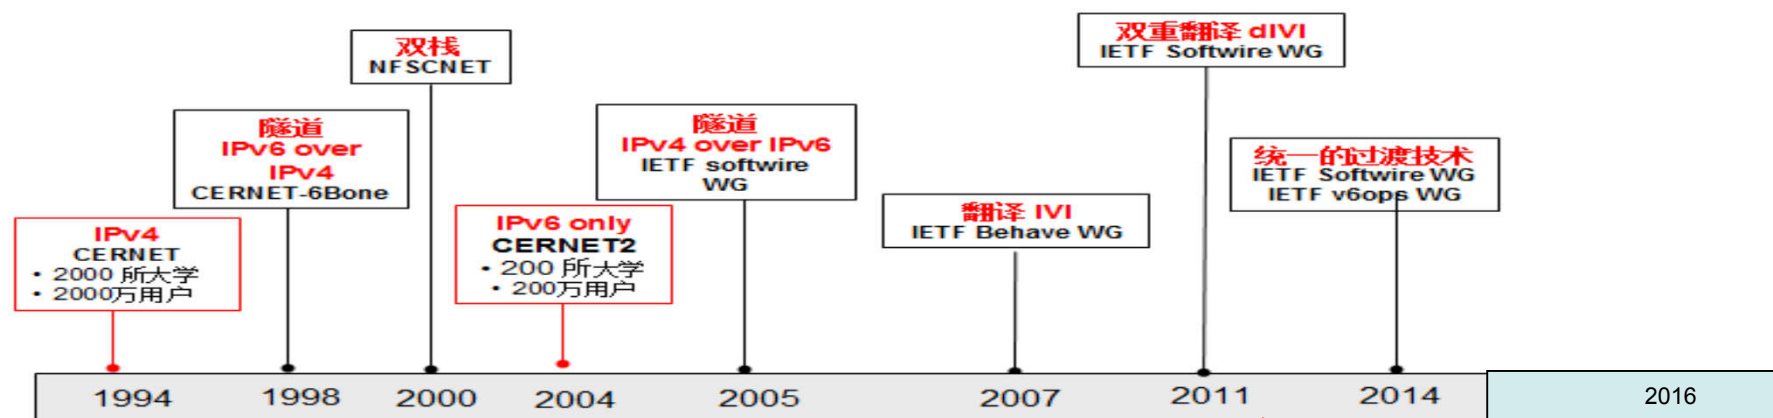 IPv4
CERNET
• 2000 所大学
• 2000万用户
隧道
IPv6 over
IPv4
CERNET-6Bone
双栈
NFSCNET
IPv6 only
CERNET2
• 200 所大学
• 200万用户
隧道
IPv4 over IPv6
IETF softwire
WG
翻译 IVI
IETF Behave WG
双重翻译 dIVI
IETF Softwire WG
统一的过渡技术
IETF Softwire WG
IETF v6ops WG
1994 1998 2000 2004 2005 2007 2011 2014 2016